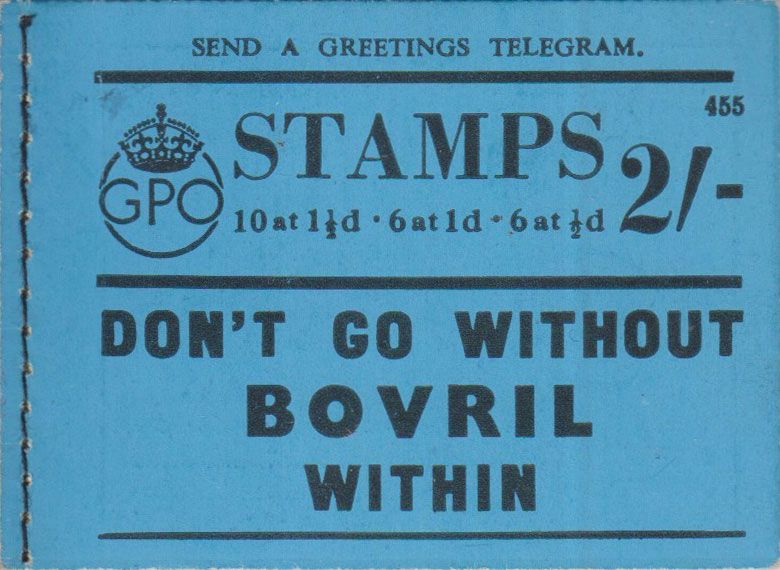 SEND A GREETINGS TELEGRAM.
455
GPO
STAMPS 2/-
10 at 1½d · 6 at 1d · 6 at ½d
DON'T GO WITHOUT
BOVRIL
WITHIN